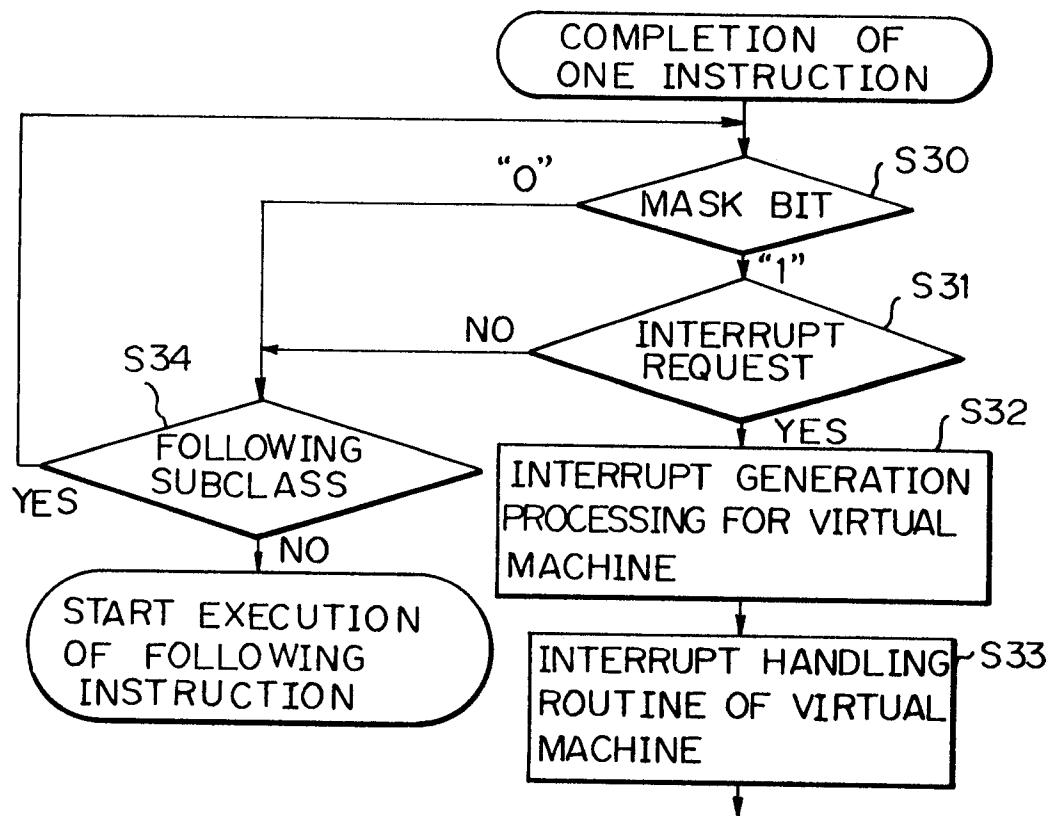 COMPLETION OF
ONE INSTRUCTION
"0"
S30
MASK BIT
"1"
S31
NO
INTERRUPT
REQUEST
S34
YES
S32
FOLLOWING
SUBCLASS
YES
INTERRUPT GENERATION
PROCESSING FOR VIRTUAL
MACHINE
NO
START EXECUTION
OF FOLLOWING
INSTRUCTION
S33
INTERRUPT HANDLING
ROUTINE OF VIRTUAL
MACHINE